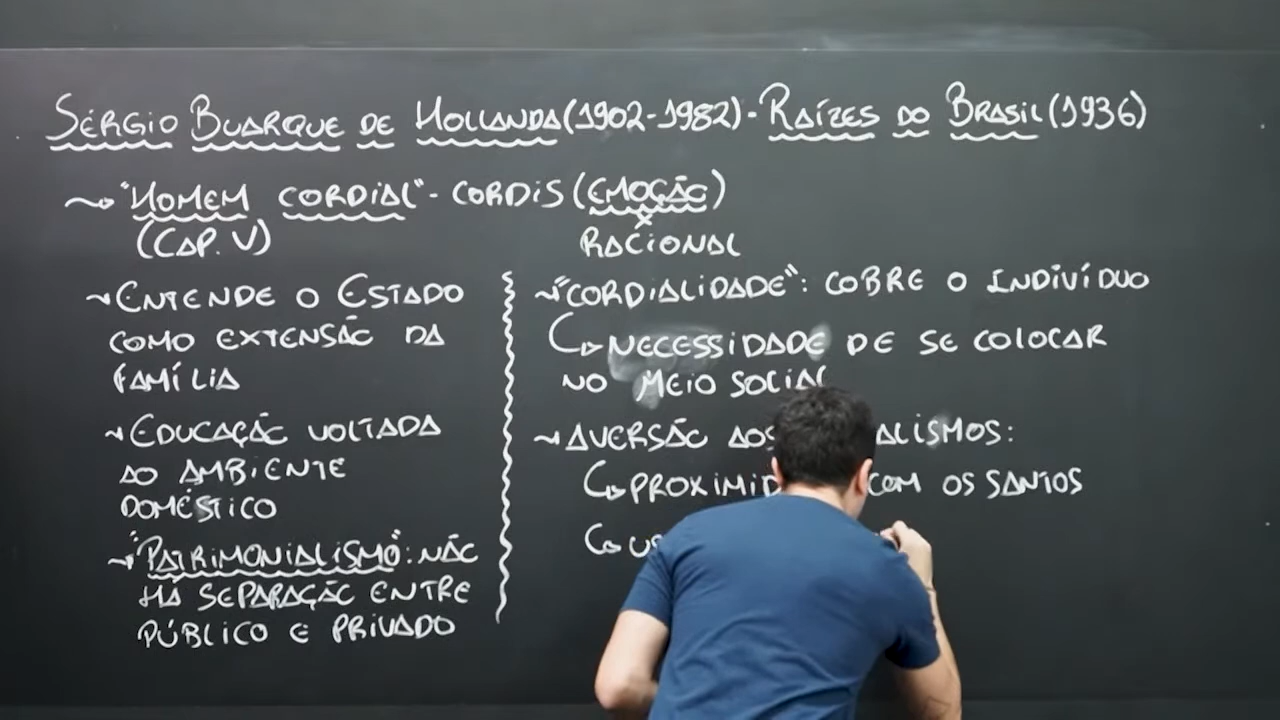 SÉRGIO BUARQUE DE HOLLANDA (1902-1982) - RAÍZES DO BRASIL (1936)
"HOMEM CORDIAL" - CORDIS (EMOÇÃO)
(CAP. V)
X
RACIONAL
ENTENDE O ESTADO
COMO EXTENSÃO DA
FAMÍLIA
EDUCAÇÃO VOLTADA
AO AMBIENTE
DOMÉSTICO
"PATRIMONIALISMO": NÃO
HÁ SEPARAÇÃO ENTRE
PÚBLICO E PRIVADO
"CORDIALIDADE": COBRE O INDIVÍDUO
NECESSIDADE DE SE COLOCAR
NO MEIO SOCIAL
AVERSÃO AOS ALISMOS:
PROXIMID COM OS SANTOS